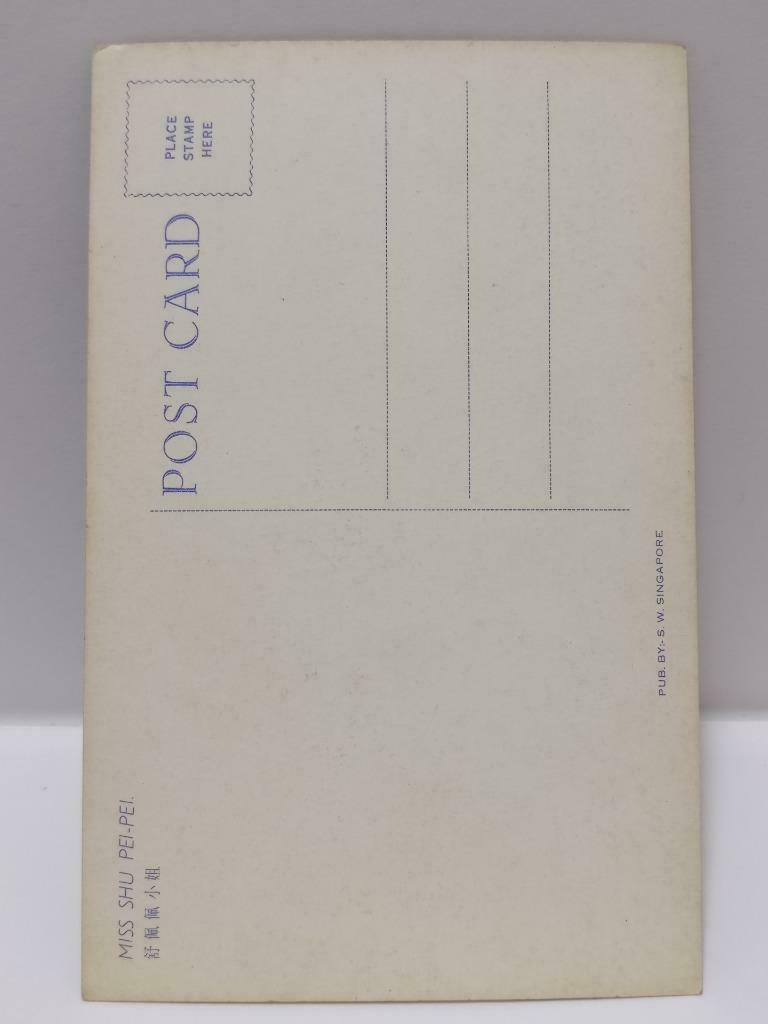 MISS SHU PEI-PEI.
舒佩佩小姐
POST CARD
PLACE
STAMP
HERE
PUB. BY:- S. W. SINGAPORE